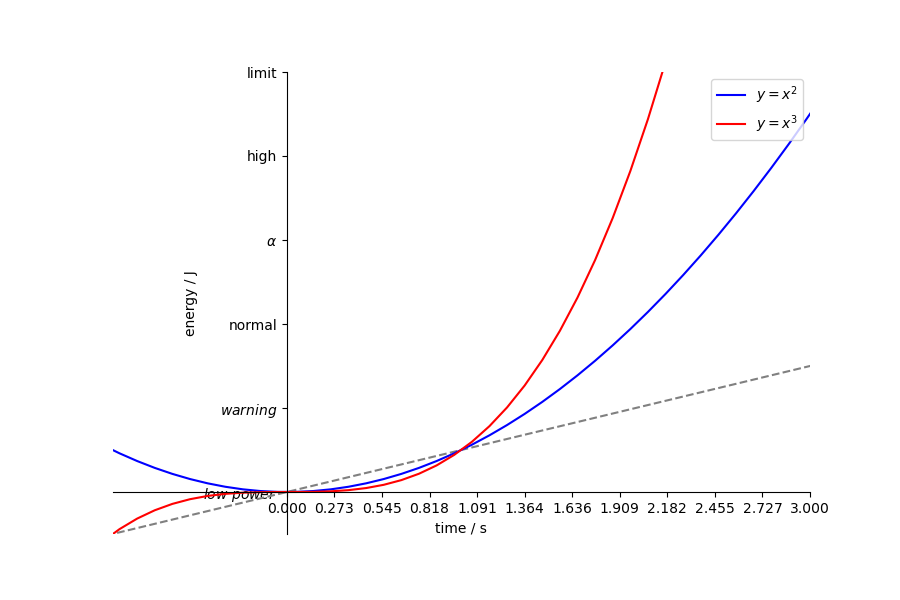 limit
y = x²
y = x³
high
α
energy / J
normal
warning
low power
0.000 0.273 0.545 0.818 1.091 1.364 1.636 1.909 2.182 2.455 2.727 3.000
time / s